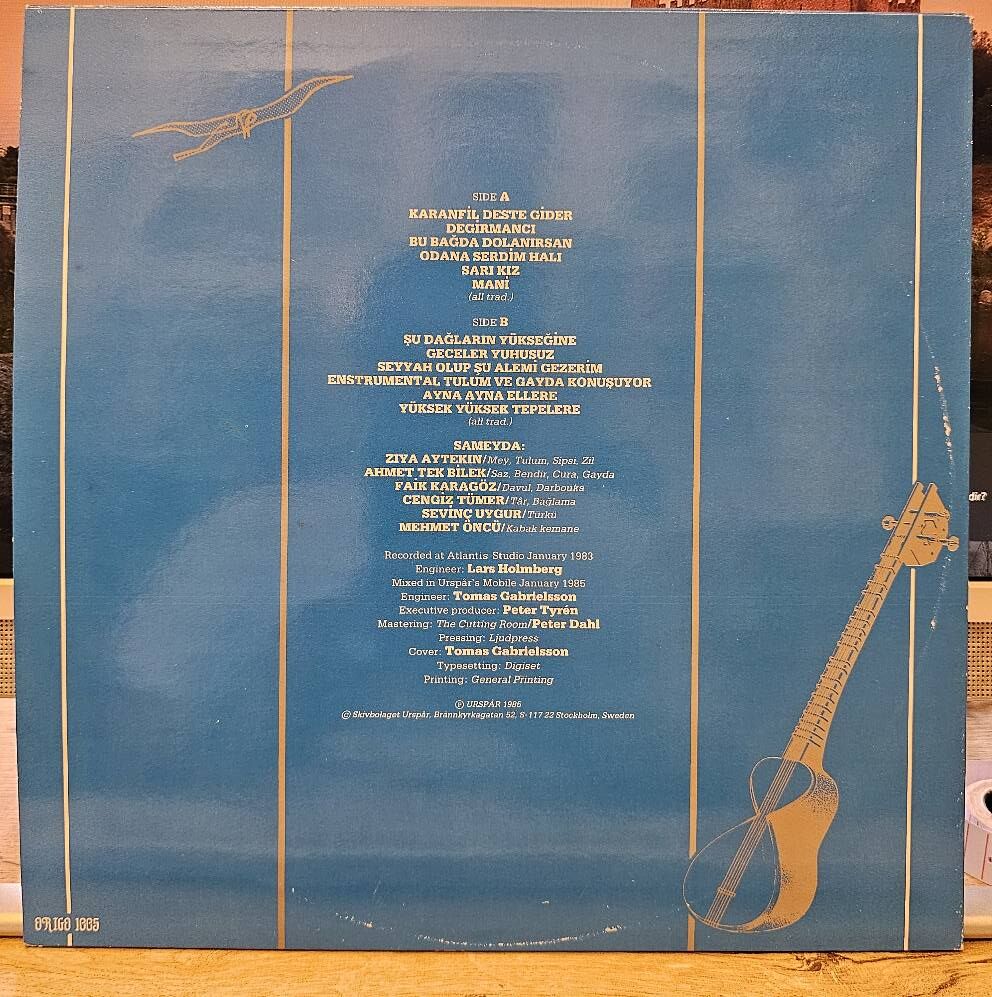 SIDE A
KARANFİL DESTE GİDER
DEGİRMANCI
BU BAĞDA DOLANIRSAN
ODANA SERDİM HALI
SARI KIZ
MANİ
(all trad.)
SIDE B
ŞU DAĞLARIN YÜKSEĞİNE
GECELER YUHUSUZ
SEYYAH OLUP ŞU ALEMİ GEZERİM
ENSTRUMENTAL TULUM VE GAYDA KONUŞUYOR
AYNA AYNA ELLERE
YÜKSEK YÜKSEK TEPELERE
(all trad.)
SAMEYDA:
ZIYA AYTEKIN/Mey, Tulum, Sipsi, Zil
AHMET TEK BİLEK/Saz, Bendir, Cura, Gayda
FAİK KARAGÖZ/Davul, Darbouka
CENGİZ TÜMER/Târ, Bağlama
SEVİNÇ UYGUR/Türkü
MEHMET ÖNCÜ/Kabak kemane
Recorded at Atlantis Studio January 1983
Engineer: Lars Holmberg
Mixed in Urspår's Mobile January 1985
Engineer: Tomas Gabrielsson
Executive producer: Peter Tyrén
Mastering: The Cutting Room/Peter Dahl
Pressing: Ljudpress
Cover: Tomas Gabrielsson
Typesetting: Digiset
Printing: General Printing
Ⓟ URSPÅR 1985
© Skivbolaget Urspår, Brännkyrkagatan 52, S-117 22 Stockholm, Sweden
dir?
ORIGO 1005